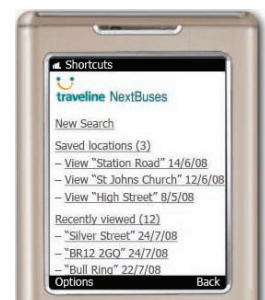 Shortcuts
traveline NextBuses
New Search
Saved locations (3)
– View "Station Road" 14/6/08
– View "St Johns Church" 12/6/08
– View "High Street" 8/5/08
Recently viewed (12)
– "Silver Street" 24/7/08
– "BR12 2GQ" 24/7/08
– "Bull Ring" 22/7/08
Options Back